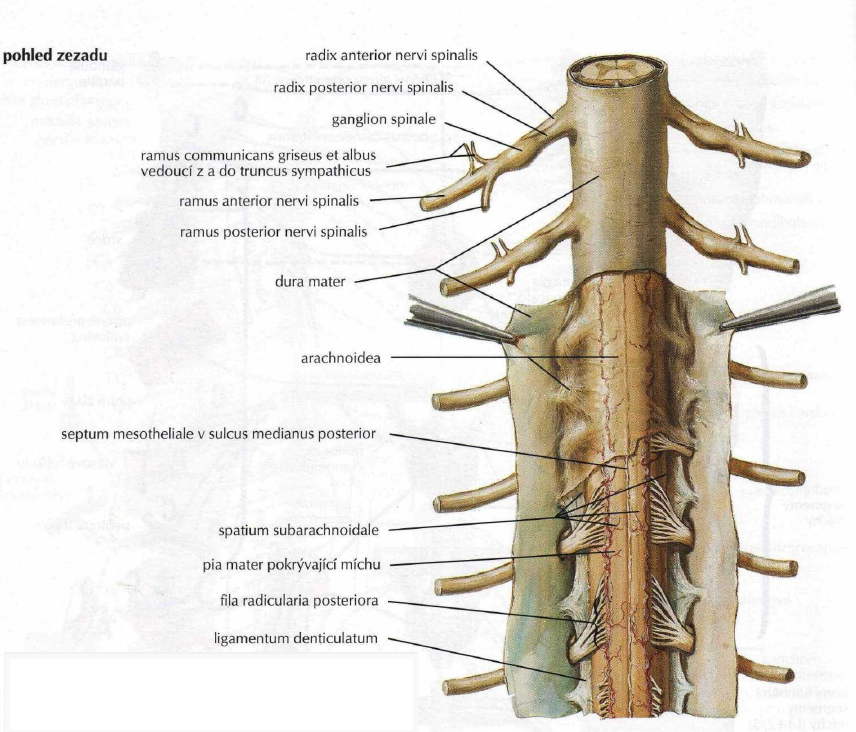 pohled zezadu
radix anterior nervi spinalis
radix posterior nervi spinalis
ganglion spinale
ramus communicans griseus et albus
vedoucí z a do truncus sympathicus
ramus anterior nervi spinalis
ramus posterior nervi spinalis
dura mater
arachnoidea
septum mesotheliale v sulcus medianus posterior
spatium subarachnoidale
pia mater pokrývající míchu
fila radicularia posteriora
ligamentum denticulatum